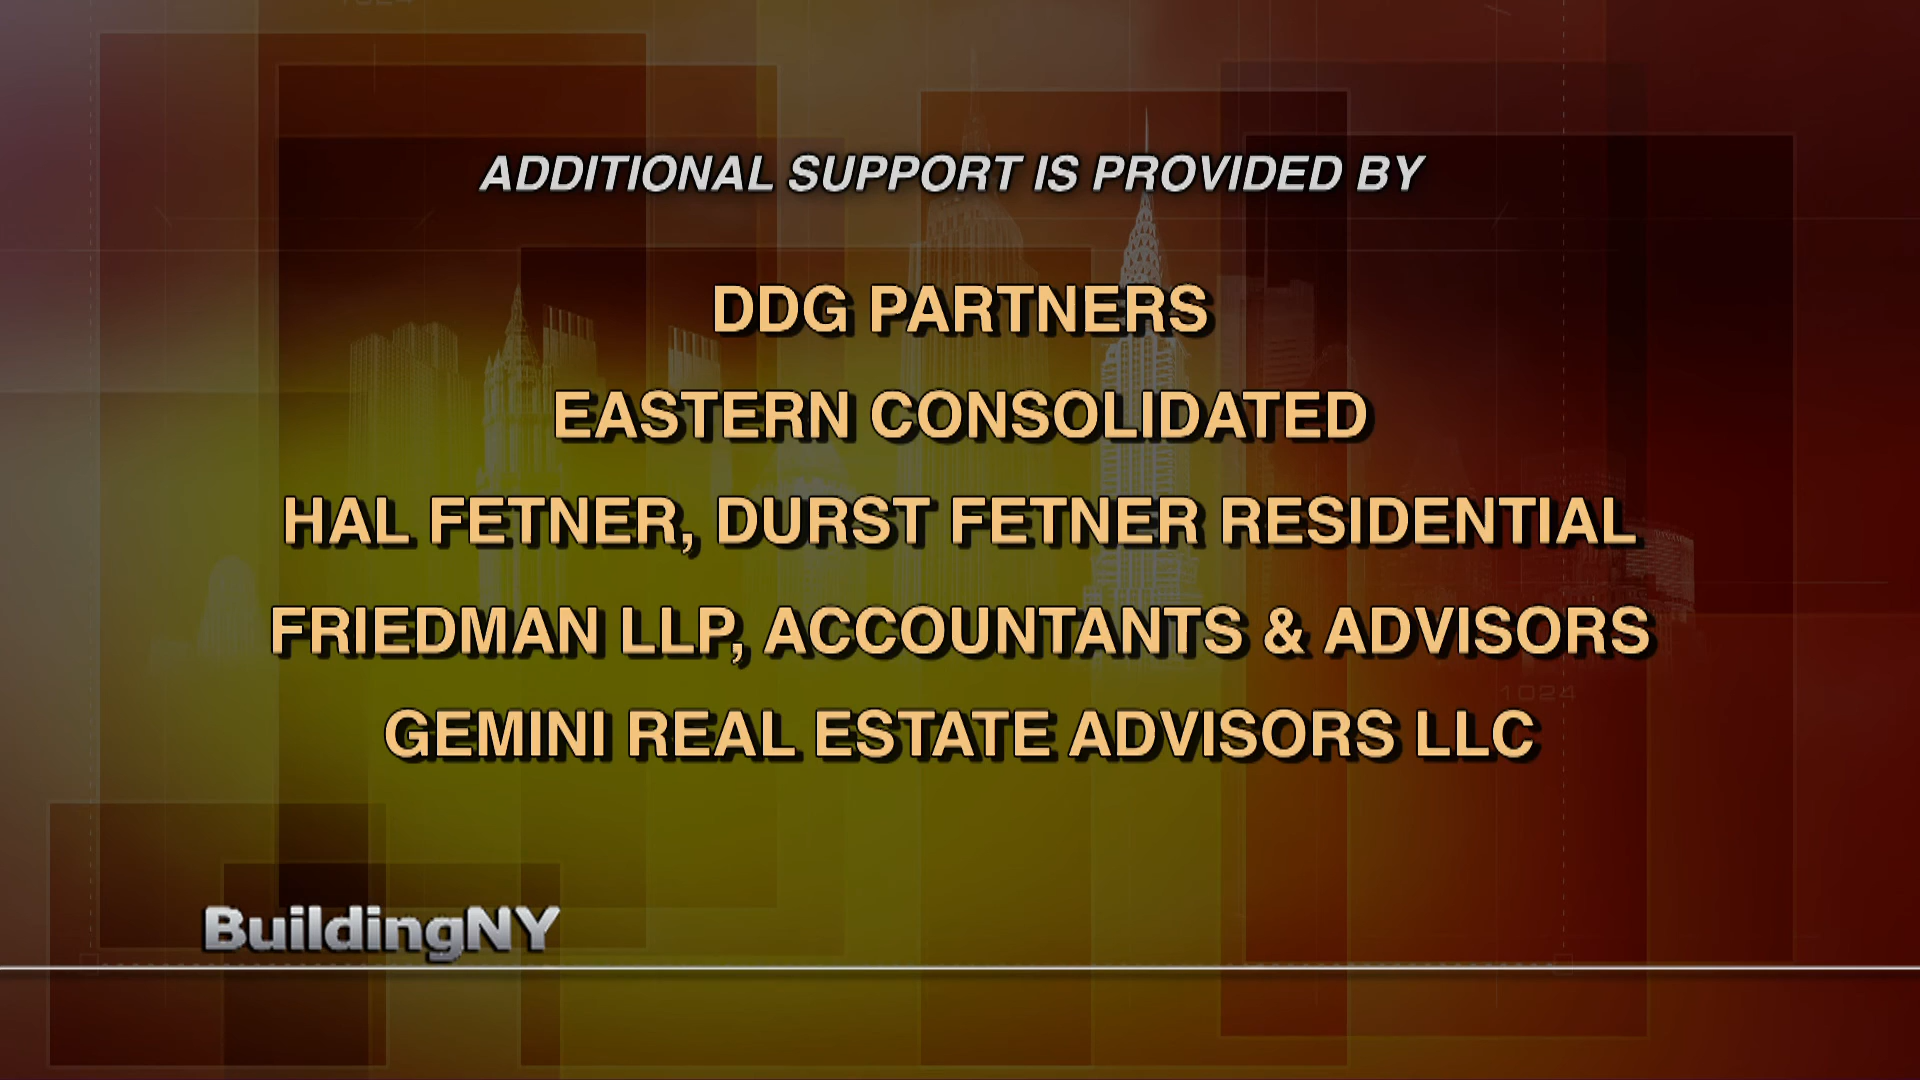 ADDITIONAL SUPPORT IS PROVIDED BY
DDG PARTNERS
EASTERN CONSOLIDATED
HAL FETNER, DURST FETNER RESIDENTIAL
FRIEDMAN LLP, ACCOUNTANTS & ADVISORS
1024
GEMINI REAL ESTATE ADVISORS LLC
BuildingNY